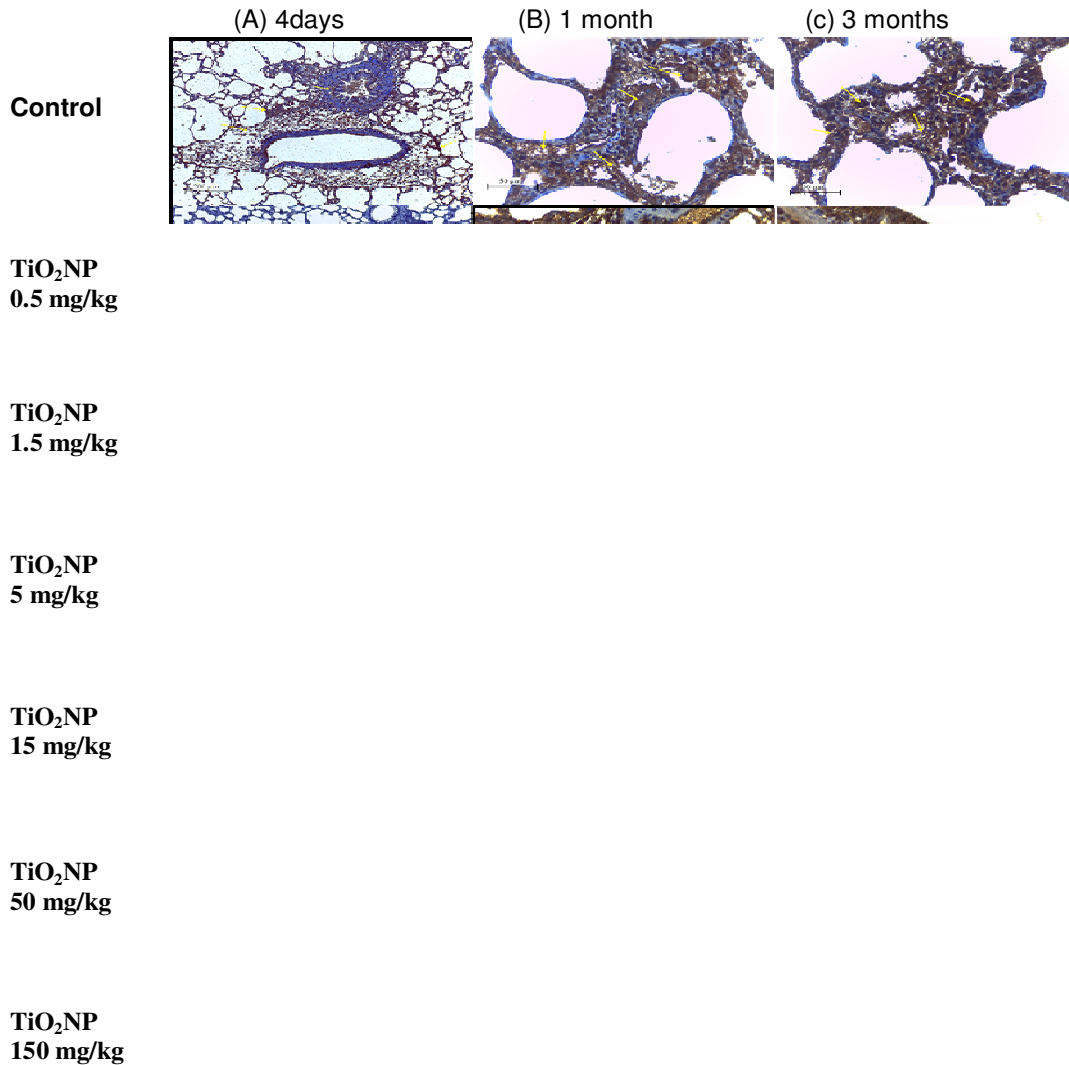 (A) 4days (B) 1 month (c) 3 months
Control
TiO₂NP
0.5 mg/kg
TiO₂NP
1.5 mg/kg
TiO₂NP
5 mg/kg
TiO₂NP
15 mg/kg
TiO₂NP
50 mg/kg
TiO₂NP
150 mg/kg